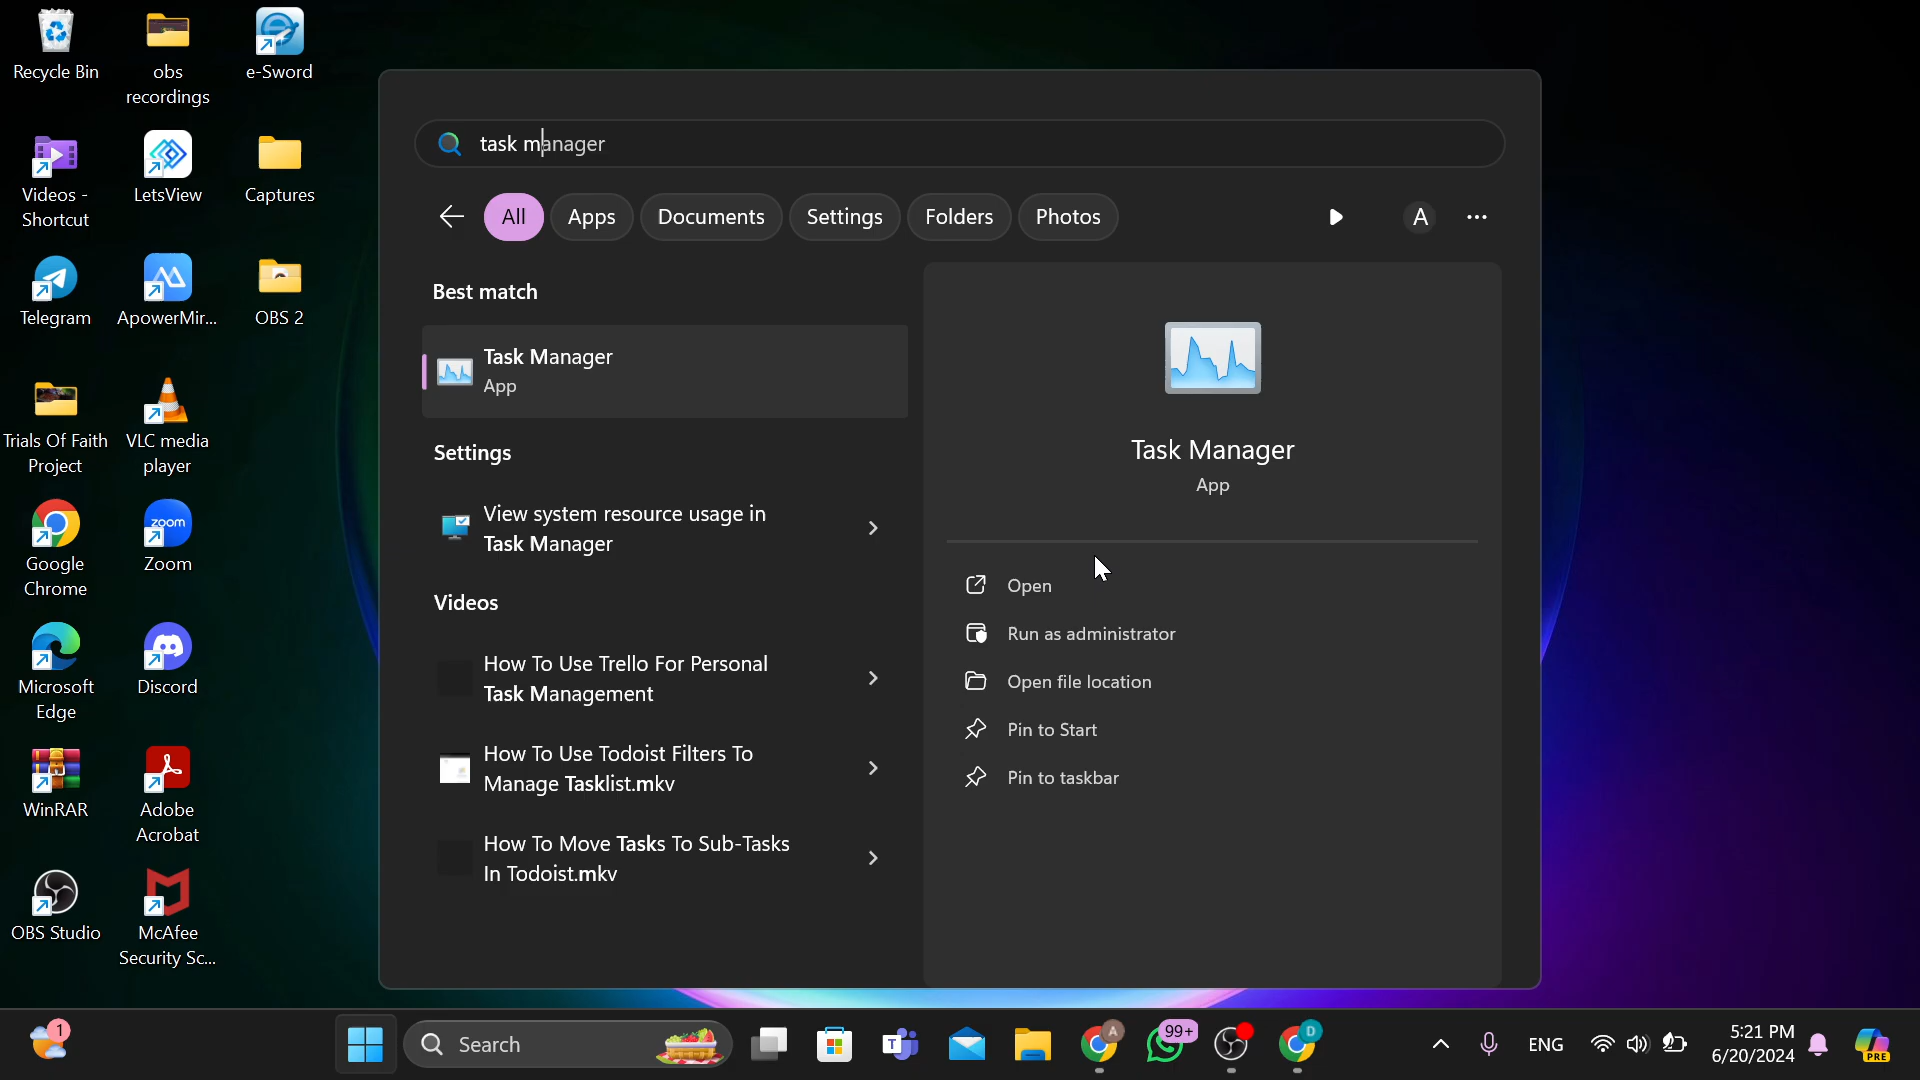 Recycle Bin
obs
recordings
e-Sword
Videos -
Shortcut
LetsView
Captures
Telegram
ApowerMir...
OBS 2
Trials Of Faith
Project
VLC media
player
Google
Chrome
zoom
Zoom
Microsoft
Edge
Discord
WinRAR
Adobe
Acrobat
OBS Studio
McAfee
Security Sc...
task manager
All
Apps
Documents
Settings
Folders
Photos
A
Best match
Task Manager
App
Settings
View system resource usage in
Task Manager
Videos
How To Use Trello For Personal
Task Management
How To Use Todoist Filters To
Manage Tasklist.mkv
How To Move Tasks To Sub-Tasks
In Todoist.mkv
Task Manager
App
Open
Run as administrator
Open file location
Pin to Start
Pin to taskbar
1
Search
T
A
99+
D
ENG
5:21 PM
6/20/2024
PRE